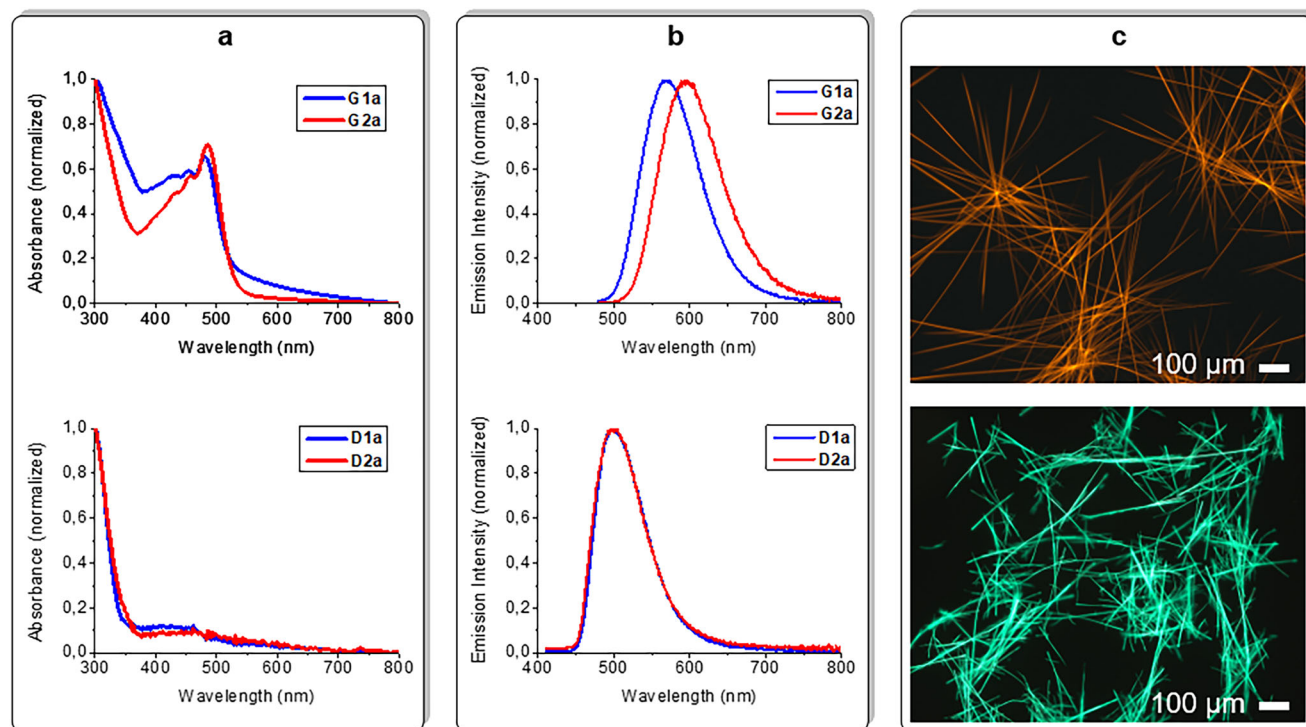 a
Absorbance (normalized)
1,0
0,8
0,6
0,4
0,2
0,0
300 400 500 600 700 800
Wavelength (nm)
G1a
G2a
Absorbance (normalized)
1,0
0,8
0,6
0,4
0,2
0,0
300 400 500 600 700 800
Wavelength (nm)
D1a
D2a
b
Emission Intensity (normalized)
1,0
0,8
0,6
0,4
0,2
0,0
400 500 600 700 800
Wavelength (nm)
G1a
G2a
Emission Intensity (normalized)
1,0
0,8
0,6
0,4
0,2
0,0
400 500 600 700 800
Wavelength (nm)
D1a
D2a
c
100 µm
100 µm